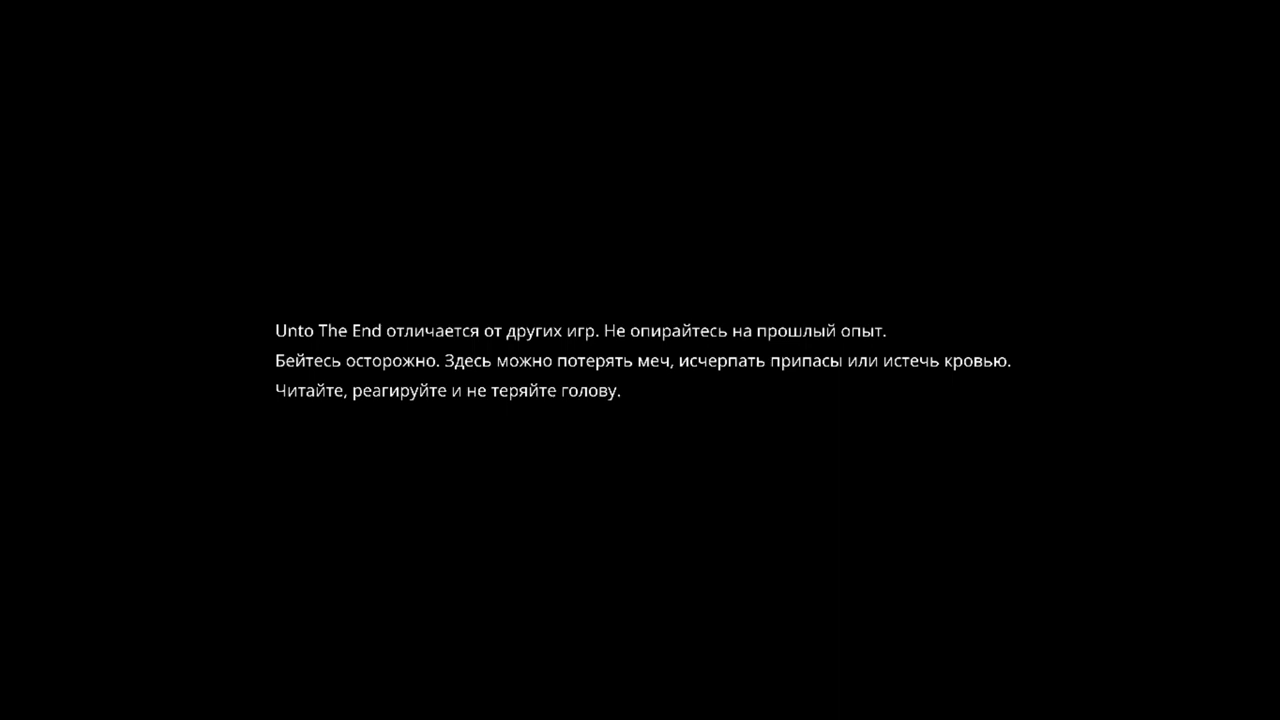 Unto The End отличается от других игр. Не опирайтесь на прошлый опыт.
Бейтесь осторожно. Здесь можно потерять меч, исчерпать припасы или истечь кровью.
Читайте, реагируйте и не теряйте голову.